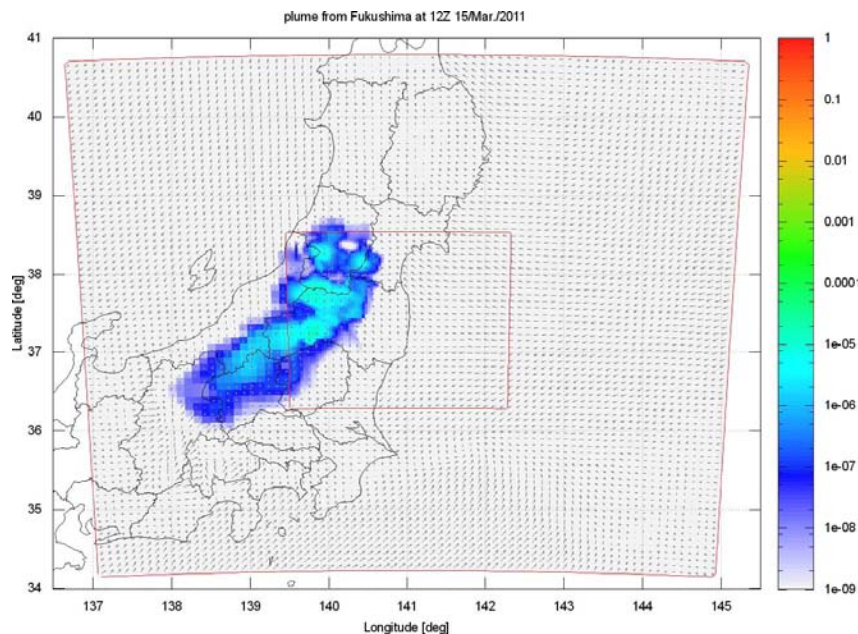 plume from Fukushima at 12Z 15/Mar./2011
41
40
39
38
37
36
35
34
Latitude [deg]
137 138 139 140 141 142 143 144 145
Longitude [deg]
1
0.1
0.01
0.001
0.0001
1e-05
1e-06
1e-07
1e-08
1e-09